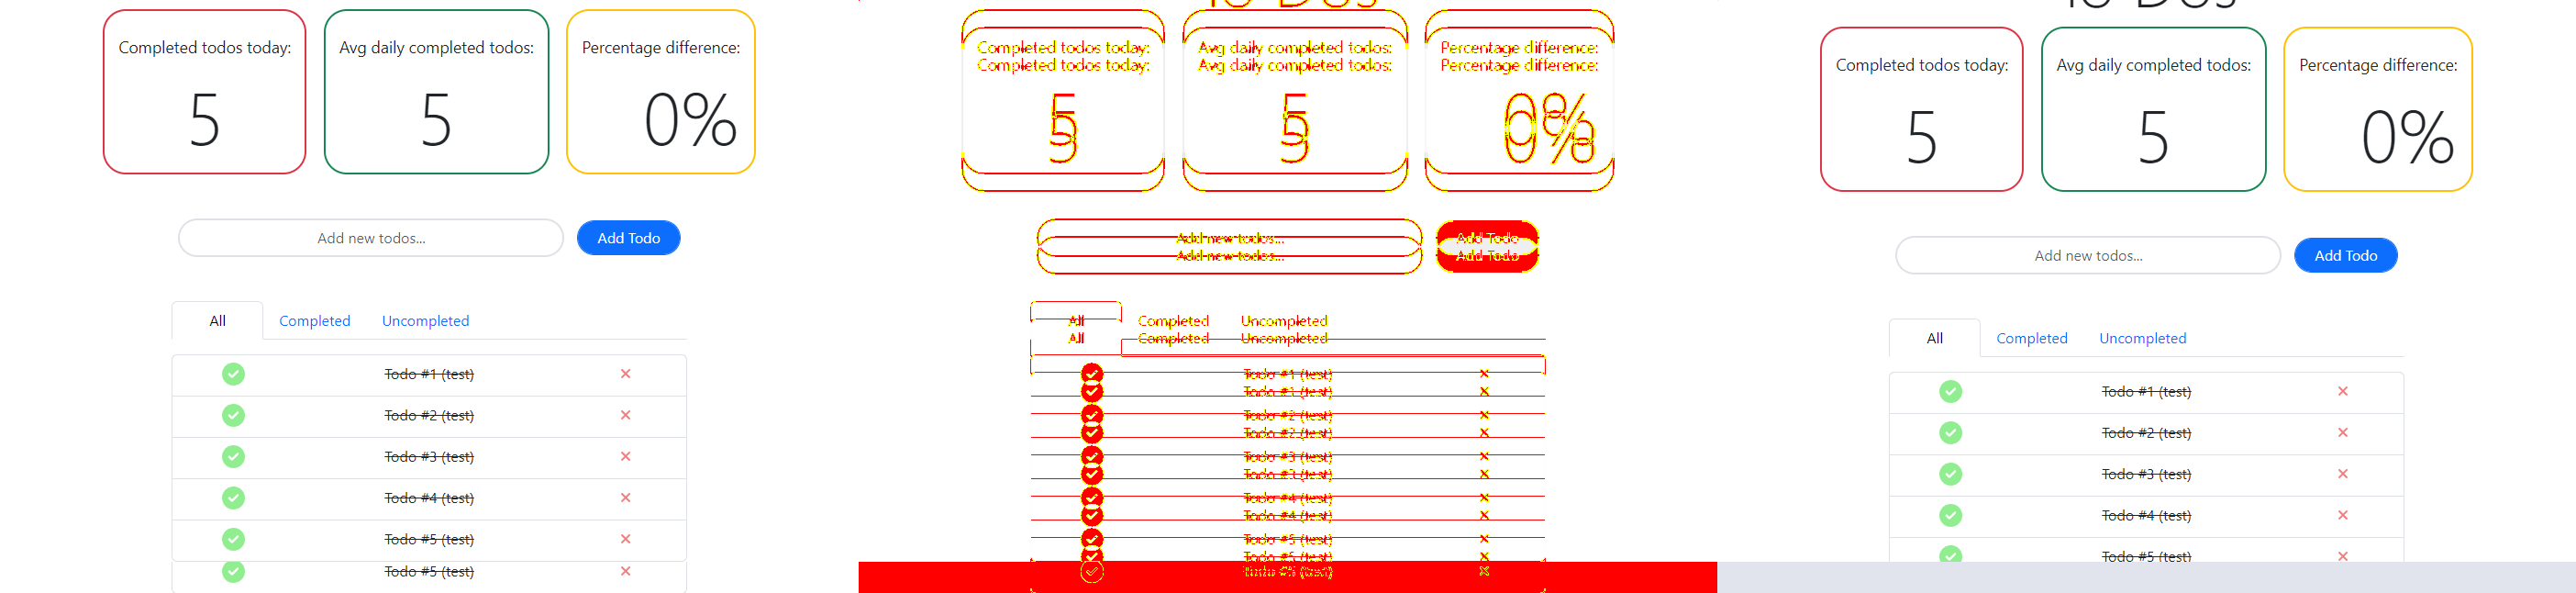 Completed todos today:
5
Avg daily completed todos:
5
Percentage difference:
0%
Add new todos...
Add Todo
All
Completed
Uncompleted
Todo #1 (test)
Todo #2 (test)
Todo #3 (test)
Todo #4 (test)
Todo #5 (test)
Todo #5 (test)
To Dos
Completed todos today:
Completed todos today:
5
5
Avg daily completed todos:
Avg daily completed todos:
5
5
Percentage difference:
Percentage difference:
0%
0%
Add new todos...
Add Todo
Add new todos...
Add Todo
All
Completed
Uncompleted
All
Completed
Uncompleted
Todo #1 (test)
Todo #1 (test)
Todo #2 (test)
Todo #2 (test)
Todo #3 (test)
Todo #3 (test)
Todo #4 (test)
Todo #4 (test)
Todo #5 (test)
Todo #5 (test)
Todo #5 (test)
To Dos
Completed todos today:
5
Avg daily completed todos:
5
Percentage difference:
0%
Add new todos...
Add Todo
All
Completed
Uncompleted
Todo #1 (test)
Todo #2 (test)
Todo #3 (test)
Todo #4 (test)
Todo #5 (test)